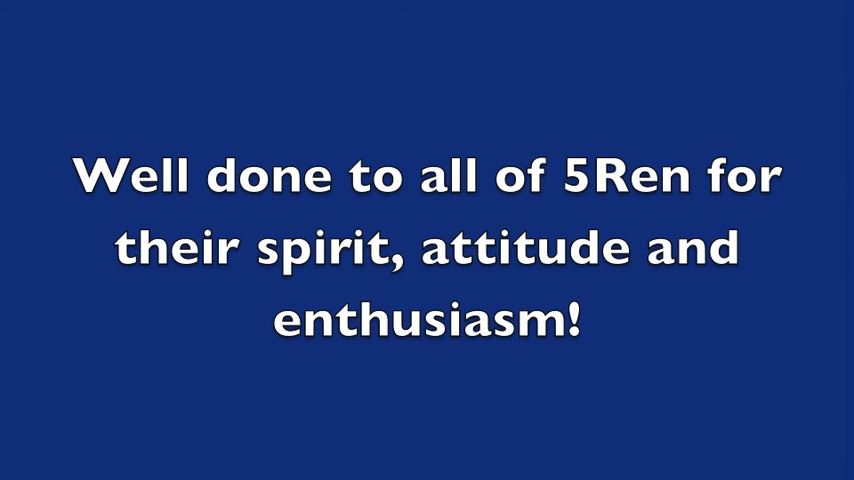 Well done to all of 5Ren for
their spirit, attitude and
enthusiasm!